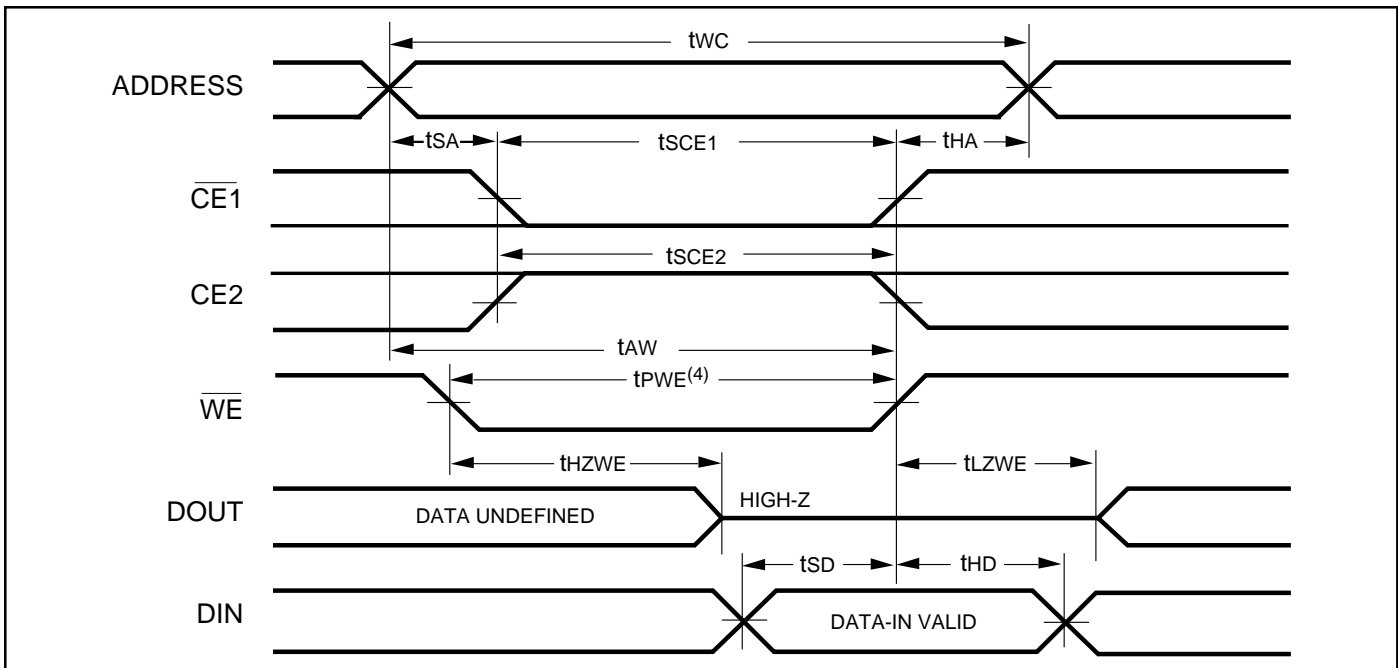 tWC
ADDRESS
tSA
tSCE1
tHA
CE1
tSCE2
CE2
tAW
tPWE(4)
WE
tHZWE
tLZWE
HIGH-Z
DOUT
DATA UNDEFINED
tSD
tHD
DIN
DATA-IN VALID